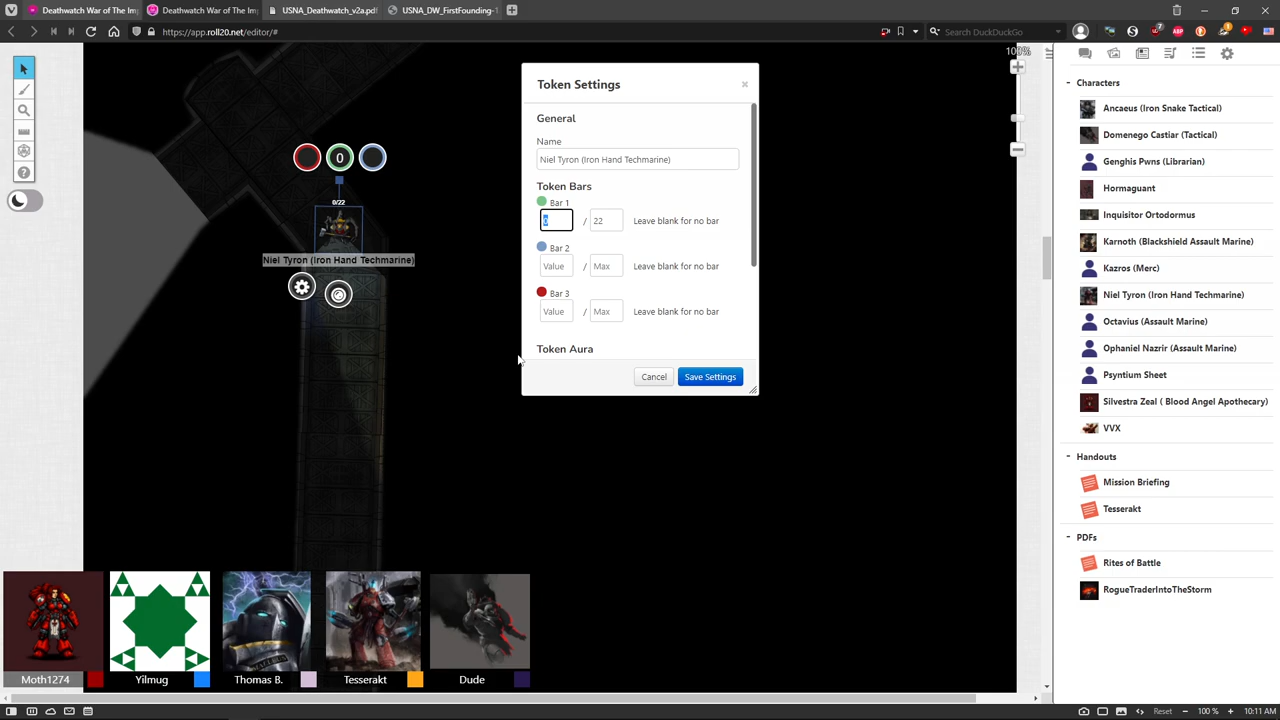 Deathwatch War of The Im
Deathwatch War of The Imp
USNA_Deathwatch_v2a.pdf
USNA_DW_FirstFounding-1
https://app.roll20.net/editor/#
Search DuckDuckGo
100%
Token Settings
×
General
Name
Niel Tyron (Iron Hand Techmarine)
Token Bars
Bar 1
0 / 22 Leave blank for no bar
Bar 2
Value / Max Leave blank for no bar
Bar 3
Value / Max Leave blank for no bar
Token Aura
Cancel
Save Settings
0
0/22
Niel Tyron (Iron Hand Techmarine)
Characters
Ancaeus (Iron Snake Tactical)
Domenego Castiar (Tactical)
Genghis Pwns (Librarian)
Hormaguant
Inquisitor Ortodormus
Karnoth (Blackshield Assault Marine)
Kazros (Merc)
Niel Tyron (Iron Hand Techmarine)
Octavius (Assault Marine)
Ophaniel Nazrir (Assault Marine)
Psyntium Sheet
Silvestra Zeal ( Blood Angel Apothecary)
VVX
Handouts
Mission Briefing
Tesserakt
PDFs
Rites of Battle
RogueTraderIntoTheStorm
Moth1274
Yilmug
Thomas B.
Tesserakt
Dude
Reset
100 %
10:11 AM